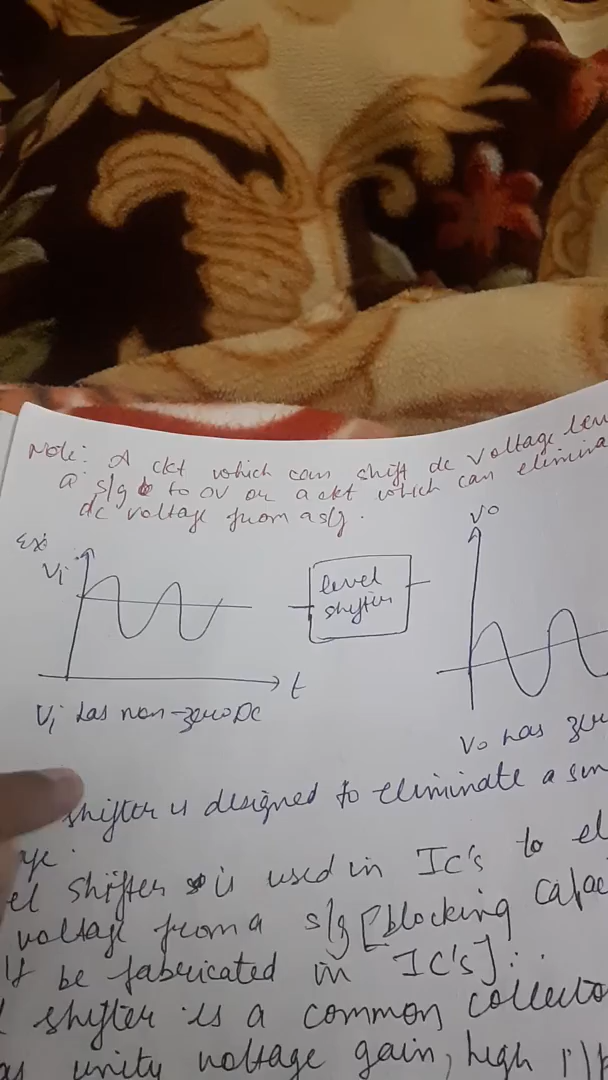 Note: A ckt which can shift dc voltage
a s/g to 0V or a ckt which can elimina
dc voltage from a s/g.
Ex:
Vi
level
shifter
Vo
t
Vi has non-zero DC
Vo has zero
shifter is designed to eliminate a
el shifter is used in IC's to el
voltage from a s/g [blocking capac
be fabricated in IC's].
shifter is a common collecto
unity voltage gain, high i/p